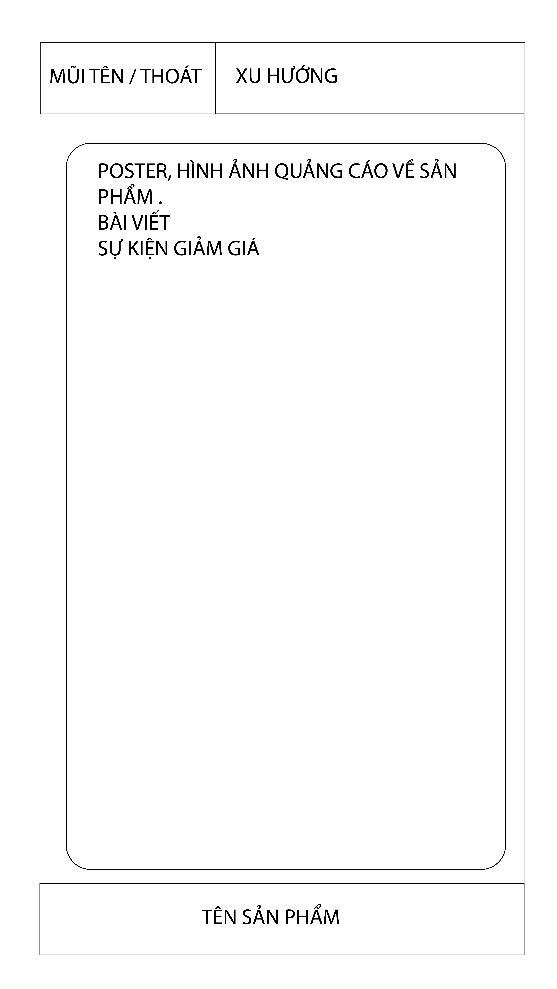 MŨI TÊN / THOÁT
XU HƯỚNG
POSTER, HÌNH ẢNH QUẢNG CÁO VỀ SẢN
PHẨM .
BÀI VIẾT
SỰ KIỆN GIẢM GIÁ
TÊN SẢN PHẨM